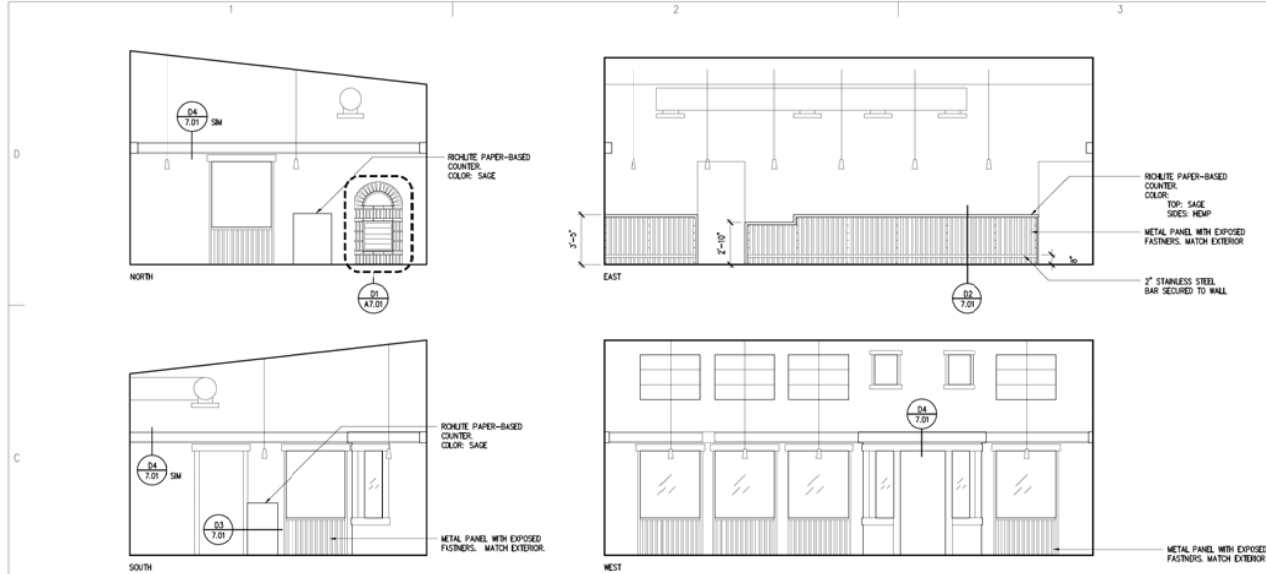 1
2
3
D
D4
7.01
SIM
RICHLITE PAPER-BASED
COUNTER.
COLOR: SAGE
NORTH
D1
A7.01
3'-5"
2'-10"
6"
RICHLITE PAPER-BASED
COUNTER.
COLOR:
TOP: SAGE
SIDES: HEMP
METAL PANEL WITH EXPOSED
FASTNERS. MATCH EXTERIOR
2" STAINLESS STEEL
BAR SECURED TO WALL
EAST
D2
7.01
C
D4
7.01
SIM
RICHLITE PAPER-BASED
COUNTER.
COLOR: SAGE
D3
7.01
METAL PANEL WITH EXPOSED
FASTNERS. MATCH EXTERIOR.
SOUTH
D4
7.01
METAL PANEL WITH EXPOSED
FASTNERS. MATCH EXTERIOR
WEST